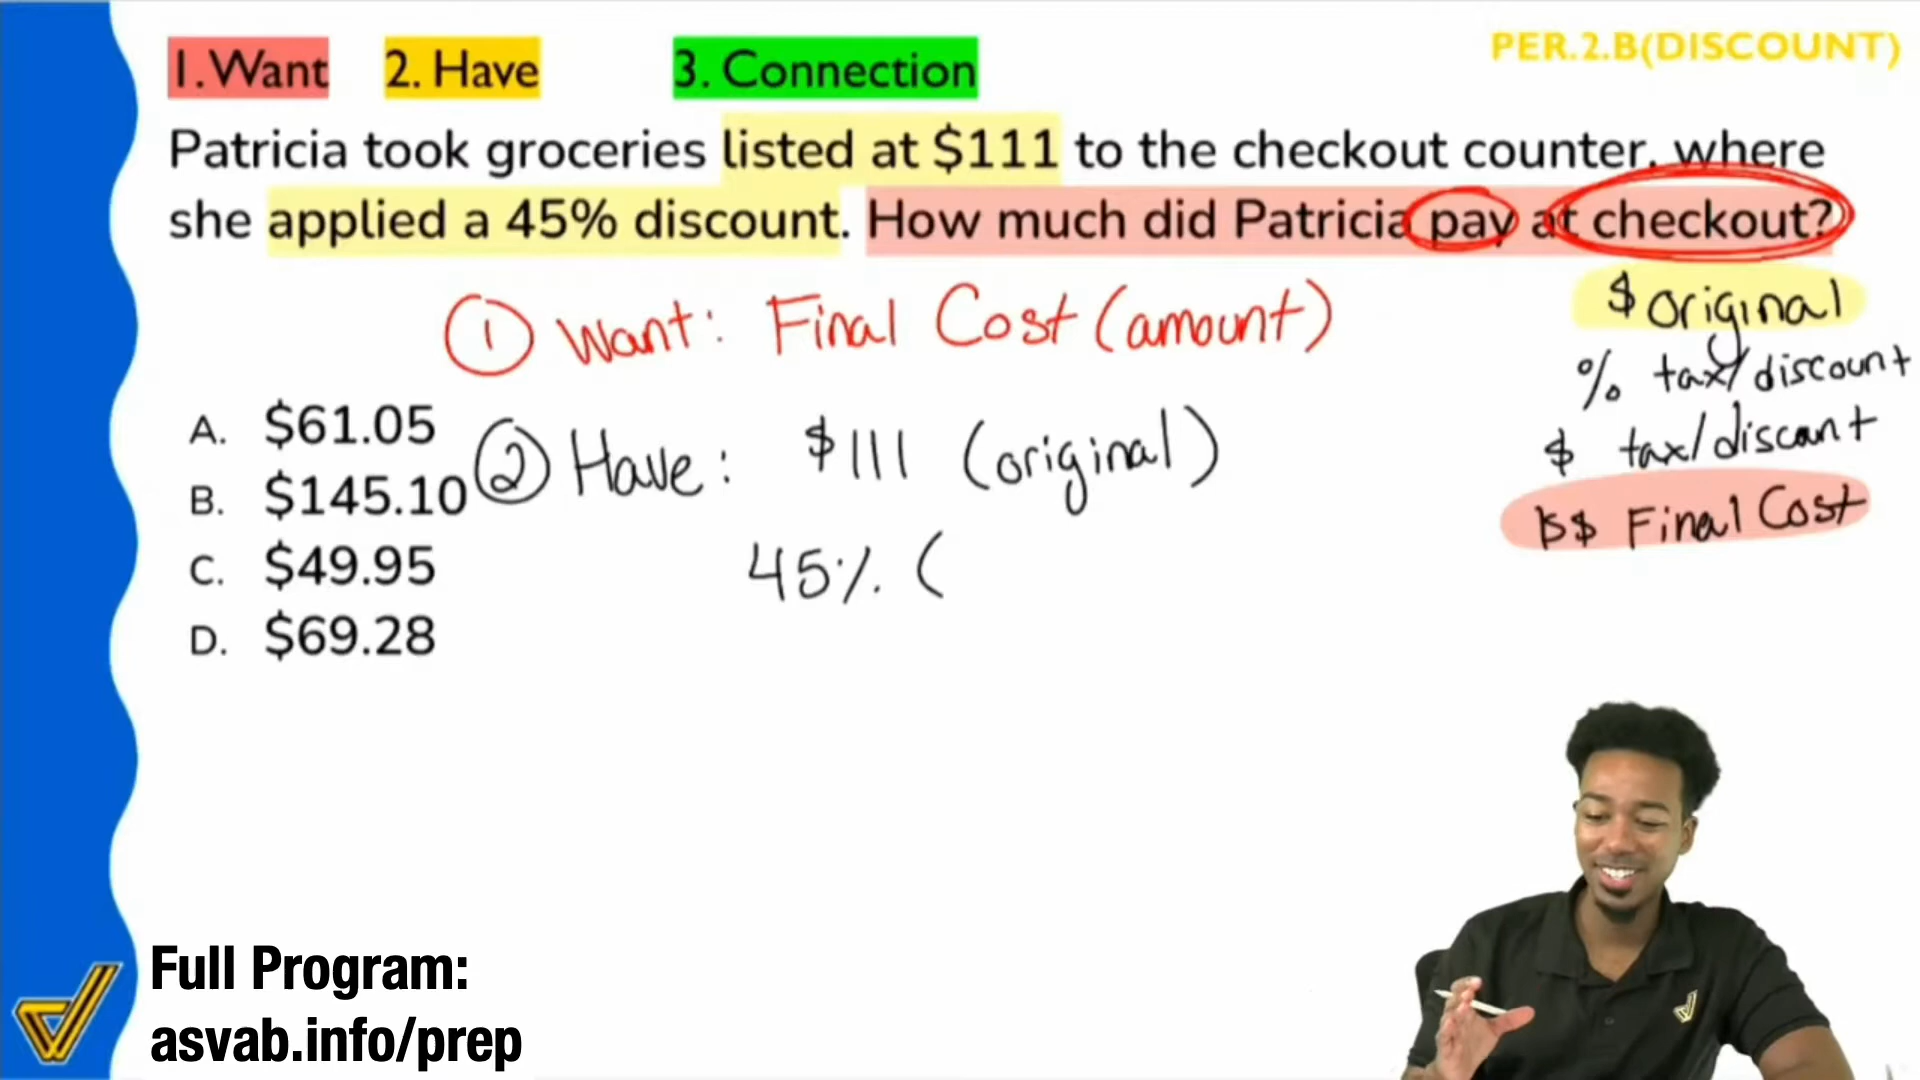 1. Want 2. Have 3. Connection
PER.2.B(DISCOUNT)
Patricia took groceries listed at $111 to the checkout counter, where
she applied a 45% discount. How much did Patricia pay at checkout?
① Want: Final Cost (amount)
$ original
% tax/discount
$ tax/discount
$$ Final Cost
② Have: $111 (original)
45% (
A. $61.05
B. $145.10
C. $49.95
D. $69.28
Full Program:
asvab.info/prep